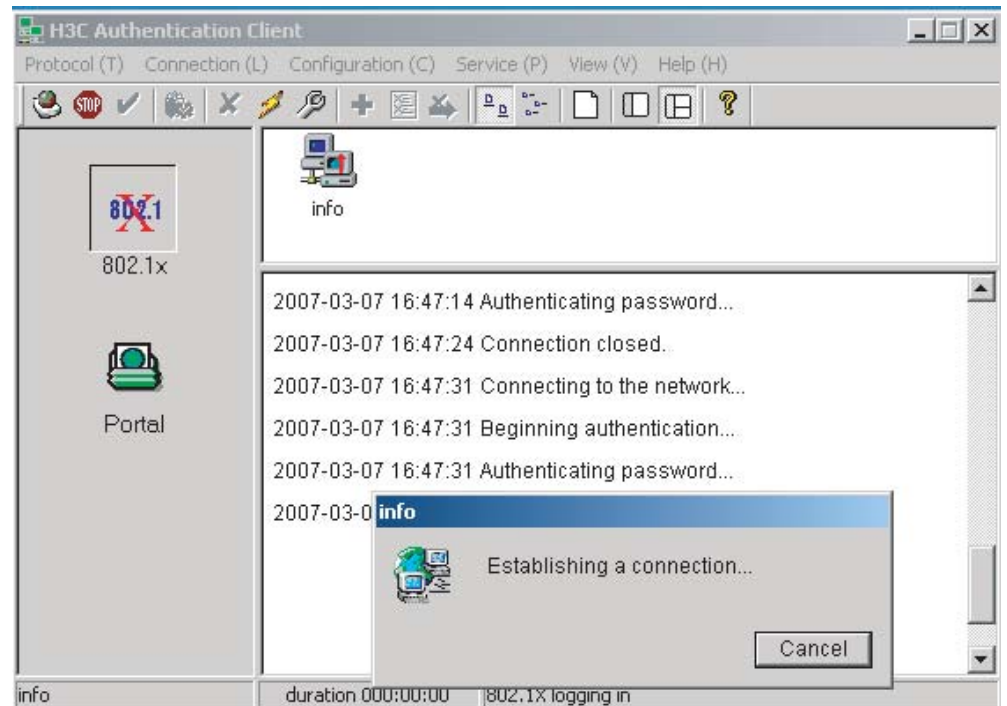 H3C Authentication Client
Protocol (T) Connection (L) Configuration (C) Service (P) View (V) Help (H)
STOP
info
802.1
X
802.1x
Portal
2007-03-07 16:47:14 Authenticating password...
2007-03-07 16:47:24 Connection closed.
2007-03-07 16:47:31 Connecting to the network...
2007-03-07 16:47:31 Beginning authentication...
2007-03-07 16:47:31 Authenticating password...
2007-03-0
info
Establishing a connection...
Cancel
info duration 000:00:00 802.1X logging in